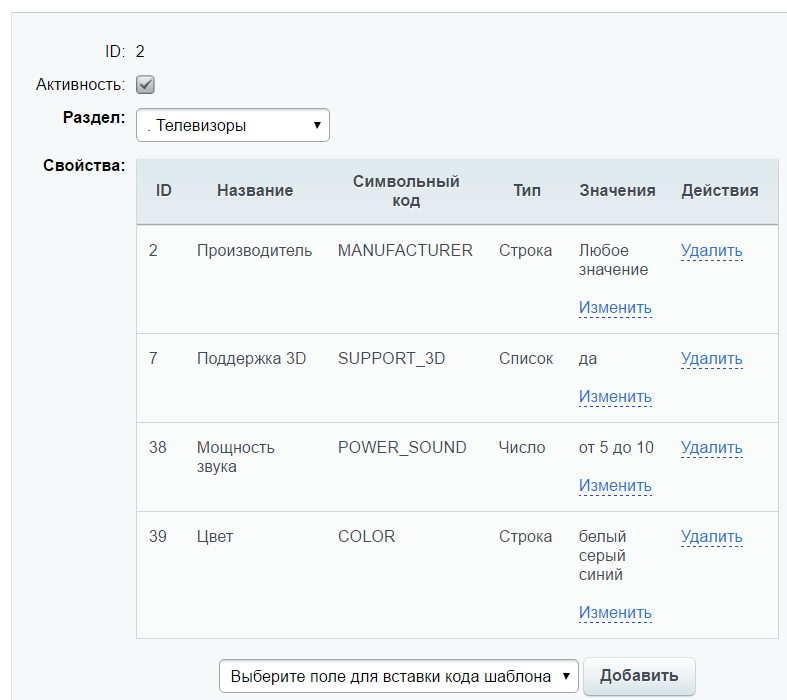 ID: 2
Активность:
Раздел: . Телевизоры
Свойства:
ID Название Символьный код Тип Значения Действия
2 Производитель MANUFACTURER Строка Любое значение Удалить
Изменить
7 Поддержка 3D SUPPORT_3D Список да Удалить
Изменить
38 Мощность звука POWER_SOUND Число от 5 до 10 Удалить
Изменить
39 Цвет COLOR Строка белый Удалить
серый
синий
Изменить
Выберите поле для вставки кода шаблона Добавить